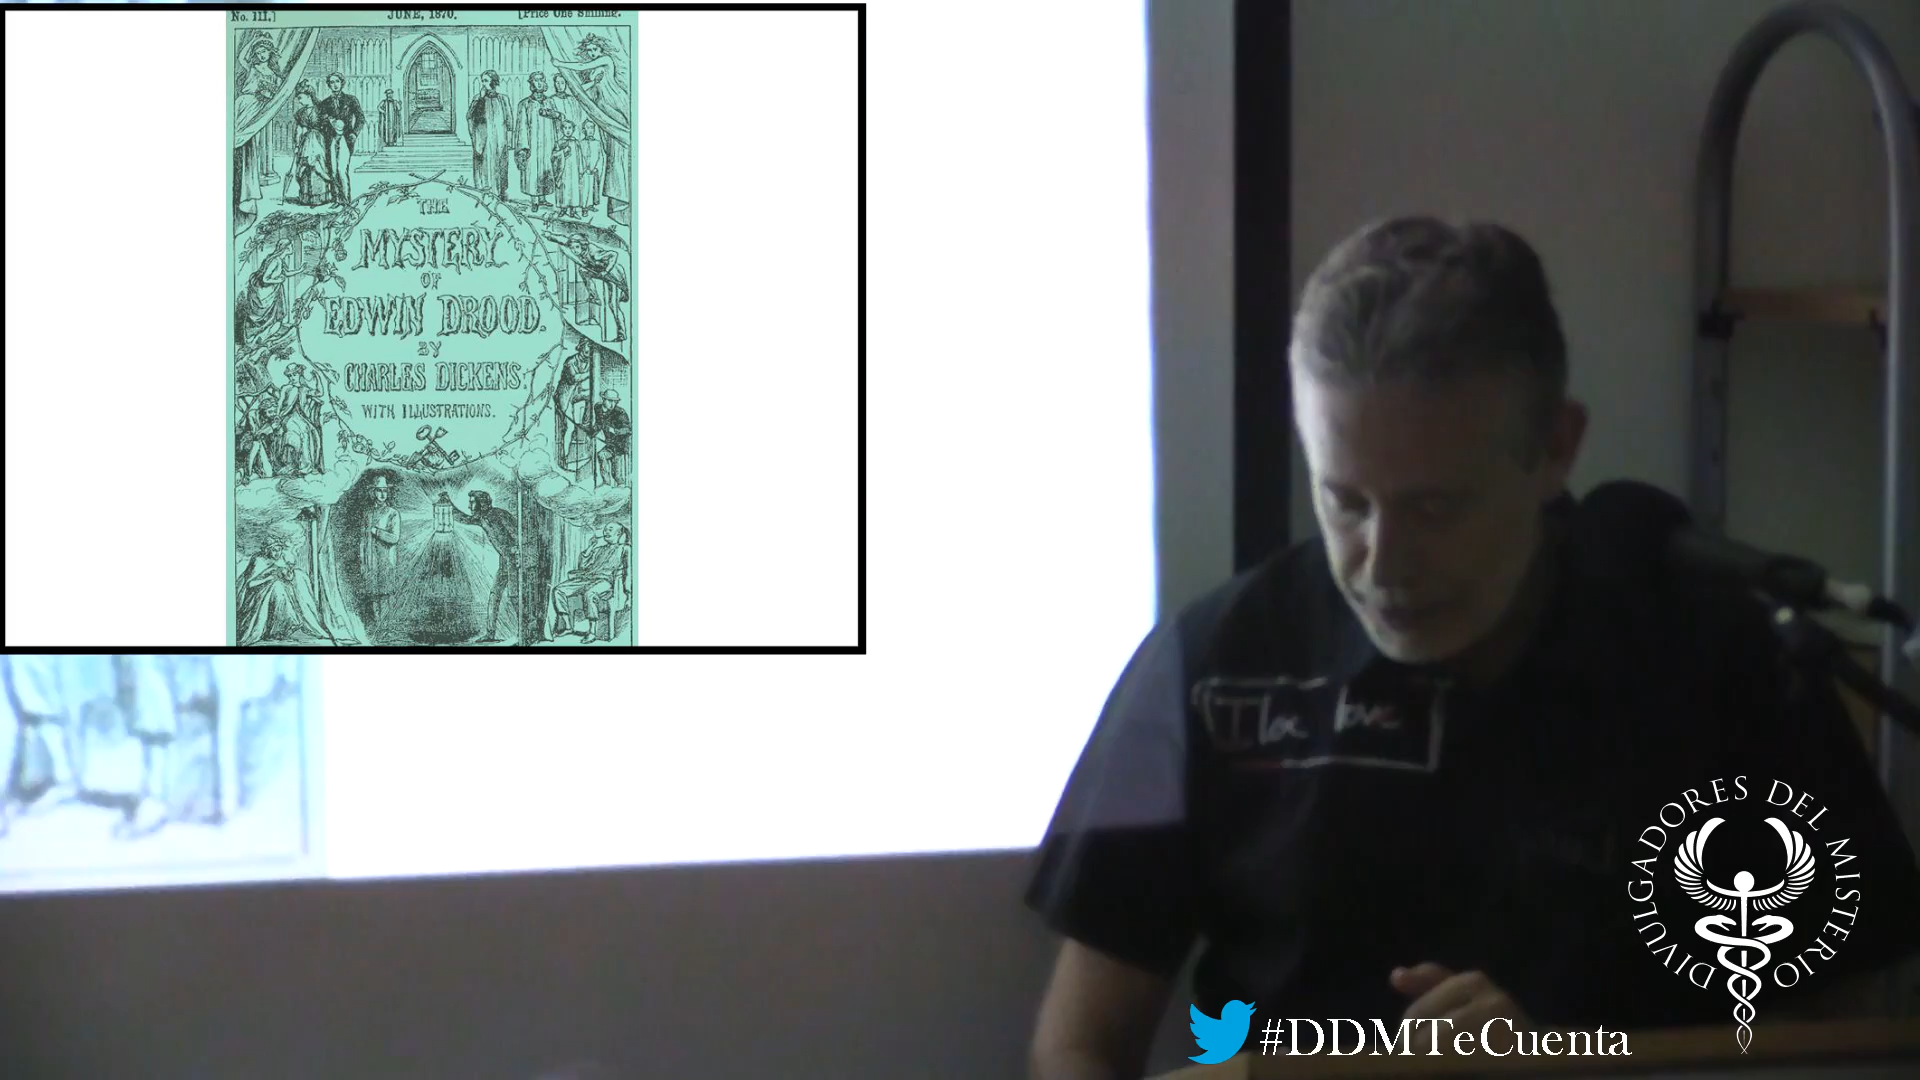 No. III.] JUNE, 1870. [Price One Shilling.
THE
MYSTERY
OF
EDWIN DROOD.
BY
CHARLES DICKENS
WITH ILLUSTRATIONS.
love
DIVULGADORES DEL MISTERIO
#DDMTeCuenta